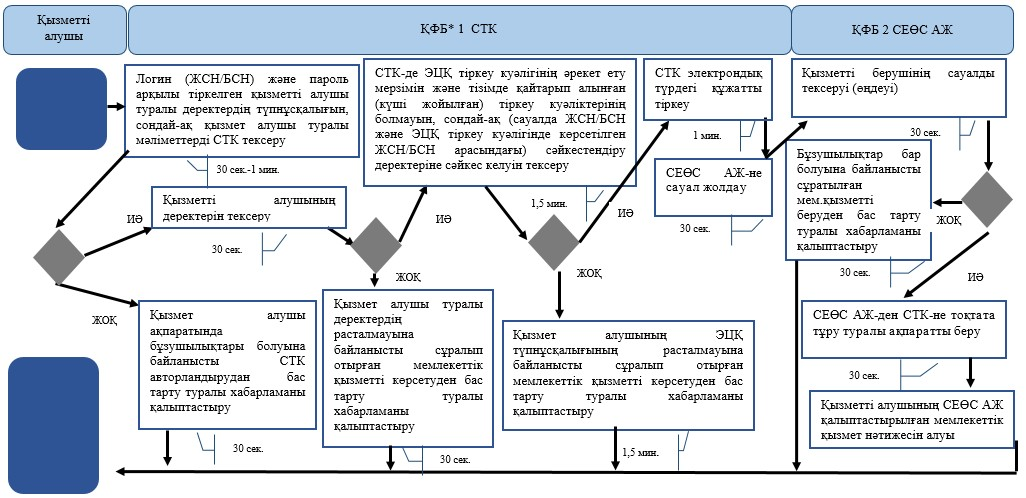 Қызметті
алушы
ҚФБ* 1 СТК
ҚФБ 2 СЕӨС АЖ
Логин (ЖСН/БСН) және пароль
арқылы тіркелген қызметті алушы
туралы деректердің түпнұсқалығын,
сондай-ақ қызмет алушы туралы
мәліметтерді СТК тексеру
30 сек.-1 мин.
СТК-де ЭЦҚ тіркеу куәлігінің әрекет ету
мерзімін және тізімде қайтарып алынған
(күші жойылған) тіркеу куәліктерінің
болмауын, сондай-ақ (сауалда ЖСН/БСН
және ЭЦҚ тіркеу куәлігінде көрсетілген
ЖСН/БСН арасындағы) сәйкестендіру
деректеріне сәйкес келуін тексеру
1,5 мин.
СТК электрондық
түрдегі құжатты
тіркеу
1 мин.
Қызметті берушінің сауалды
тексеруі (өңдеуі)
30 сек.
СЕӨС АЖ-не
сауал жолдау
30 сек.
Бұзушылықтар бар
болуына байланысты
сұратылған
мем.қызметті
беруден бас тарту
туралы хабарламаны
қалыптастыру
30 сек.
Қызметті алушының
деректерін тексеру
30 сек.
ИӘ
ИӘ
ИӘ
ЖОҚ
ИӘ
ЖОҚ
ЖОҚ
ЖОҚ
Қызмет алушы
ақпаратында
бұзушылықтары болуына
байланысты СТК
авторландырудан бас
тарту туралы хабарламаны
қалыптастыру
30 сек.
Қызмет алушы туралы
деректердің
расталмауына
байланысты сұралып
отырған мемлекеттік
қызметті көрсетуден бас
тарту туралы
хабарламаны
қалыптастыру
30 сек.
Қызмет алушының ЭЦҚ
түпнұсқалығының расталмауына
байланысты сұралып отырған
мемлекеттік қызметті көрсетуден бас
тарту туралы хабарламаны
қалыптастыру
1,5 мин.
СЕӨС АЖ-ден СТК-не тоқтата
тұру туралы ақпаратты беру
30 сек.
Қызметті алушының СЕӨС АЖ
қалыптастырылған мемлекеттік
қызмет нәтижесін алуы